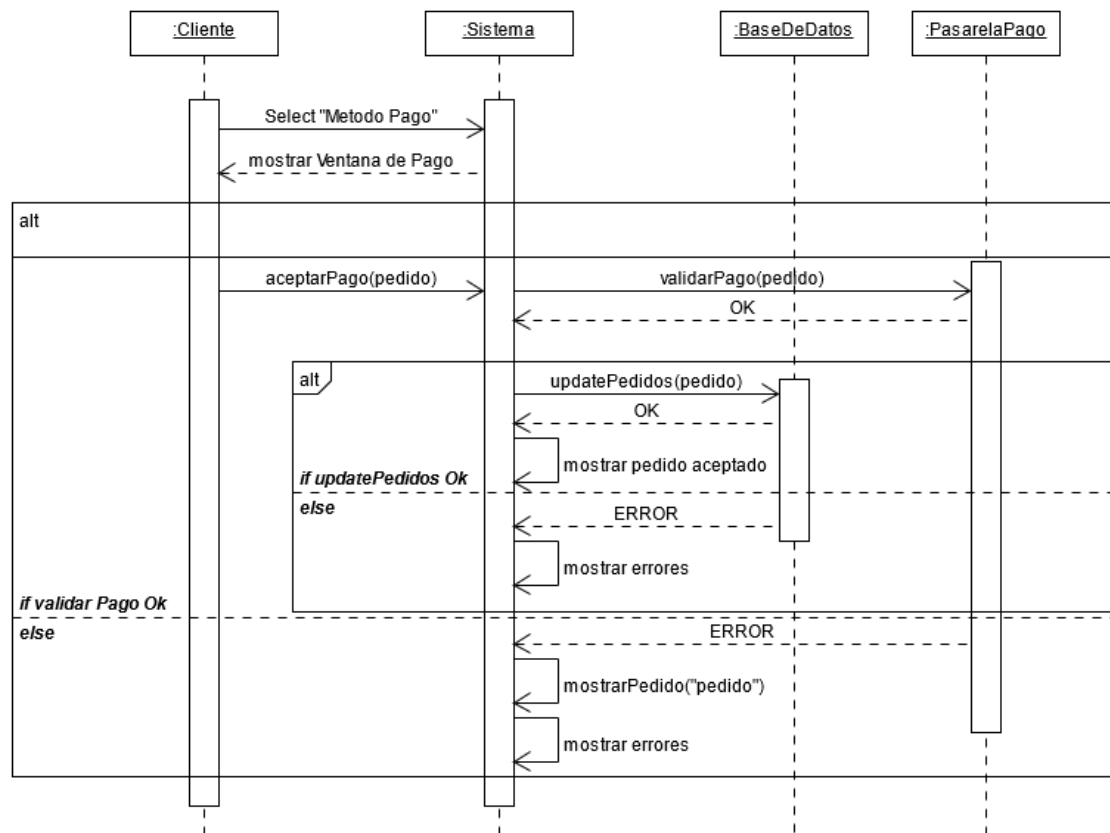 :Cliente
:Sistema
:BaseDeDatos
:PasarelaPago
Select "Metodo Pago"
mostrar Ventana de Pago
alt
aceptarPago(pedido)
validarPago(pedido)
OK
alt
updatePedidos(pedido)
OK
mostrar pedido aceptado
if updatePedidos Ok
else
ERROR
mostrar errores
if validar Pago Ok
else
ERROR
mostrarPedido("pedido")
mostrar errores